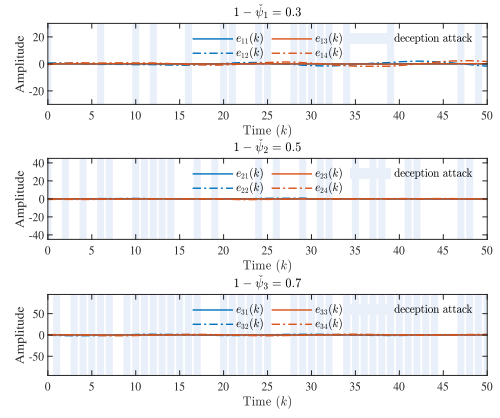 1 − ψ̌₁ = 0.3
20
0
-20
Amplitude
e₁₁(k) e₁₃(k) deception attack
e₁₂(k) e₁₄(k)
0 5 10 15 20 25 30 35 40 45 50
Time (k)
1 − ψ̌₂ = 0.5
40
20
0
-20
-40
Amplitude
e₂₁(k) e₂₃(k) deception attack
e₂₂(k) e₂₄(k)
0 5 10 15 20 25 30 35 40 45 50
Time (k)
1 − ψ̌₃ = 0.7
50
0
-50
Amplitude
e₃₁(k) e₃₃(k) deception attack
e₃₂(k) e₃₄(k)
0 5 10 15 20 25 30 35 40 45 50
Time (k)